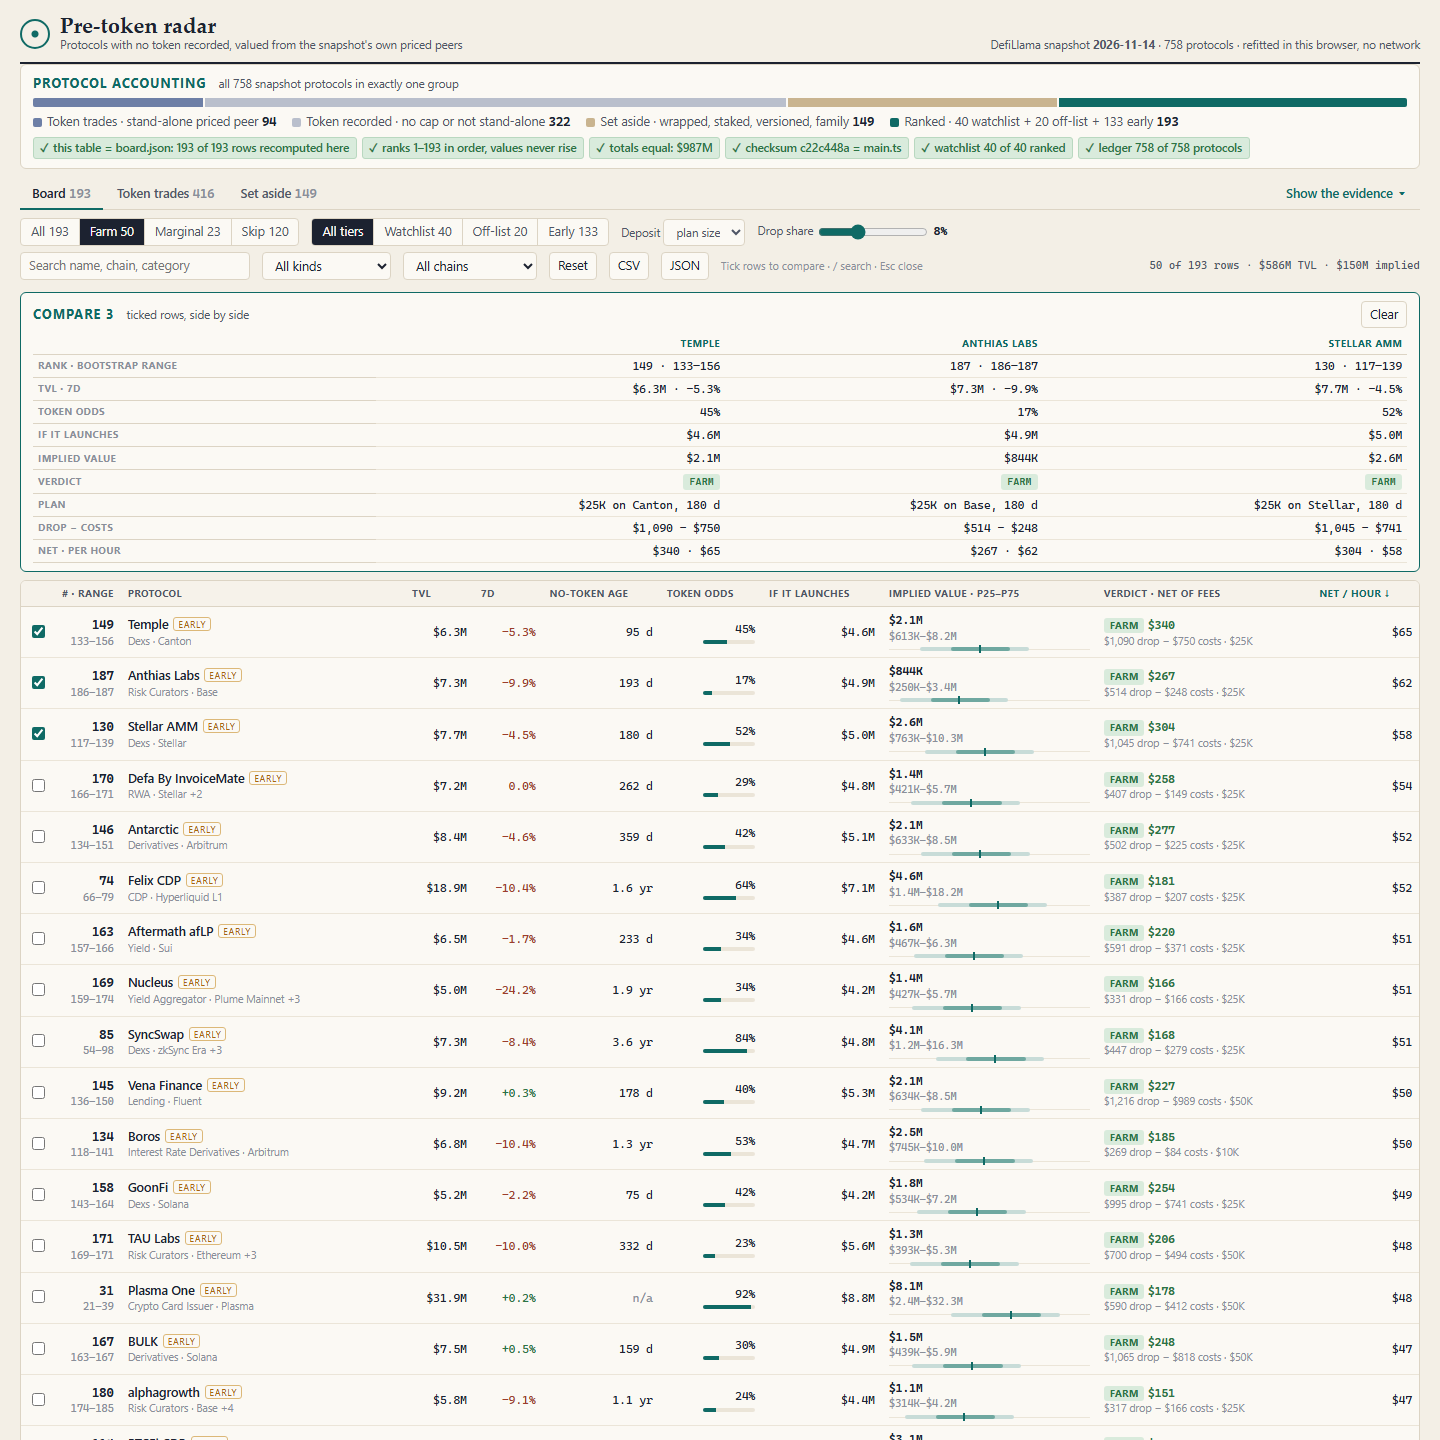 Pre-token radar
Protocols with no token recorded, valued from the snapshot's own priced peers
DefiLlama snapshot 2026-11-14 · 758 protocols · refitted in this browser, no network
PROTOCOL ACCOUNTING all 758 snapshot protocols in exactly one group
Token trades · stand-alone priced peer 94 Token recorded · no cap or not stand-alone 322 Set aside · wrapped, staked, versioned, family 149 Ranked · 40 watchlist + 20 off-list + 133 early 193
✓ this table = board.json: 193 of 193 rows recomputed here ✓ ranks 1–193 in order, values never rise ✓ totals equal: $987M ✓ checksum c22c448a = main.ts ✓ watchlist 40 of 40 ranked ✓ ledger 758 of 758 protocols
Board 193 Token trades 416 Set aside 149 Show the evidence
All 193 Farm 50 Marginal 23 Skip 120 All tiers Watchlist 40 Off-list 20 Early 133 Deposit plan size Drop share 8%
Search name, chain, category All kinds All chains Reset CSV JSON Tick rows to compare · / search · Esc close 50 of 193 rows · $586M TVL · $150M implied
COMPARE 3 ticked rows, side by side Clear
TEMPLE ANTHIAS LABS STELLAR AMM
RANK · BOOTSTRAP RANGE 149 · 133–156 187 · 186–187 130 · 117–139
TVL · 7D $6.3M · −5.3% $7.3M · −9.9% $7.7M · −4.5%
TOKEN ODDS 45% 17% 52%
IF IT LAUNCHES $4.6M $4.9M $5.0M
IMPLIED VALUE $2.1M $844K $2.6M
VERDICT FARM FARM FARM
PLAN $25K on Canton, 180 d $25K on Base, 180 d $25K on Stellar, 180 d
DROP − COSTS $1,090 − $750 $514 − $248 $1,045 − $741
NET · PER HOUR $340 · $65 $267 · $62 $304 · $58
# · RANGE PROTOCOL TVL 7D NO-TOKEN AGE TOKEN ODDS IF IT LAUNCHES IMPLIED VALUE · P25–P75 VERDICT · NET OF FEES NET / HOUR ↓
149 Temple EARLY $6.3M −5.3% 95 d 45% $4.6M $2.1M FARM $340 $65
133–156 Dexs · Canton $613K–$8.2M $1,090 drop − $750 costs · $25K
187 Anthias Labs EARLY $7.3M −9.9% 193 d 17% $4.9M $844K FARM $267 $62
186–187 Risk Curators · Base $250K–$3.4M $514 drop − $248 costs · $25K
130 Stellar AMM EARLY $7.7M −4.5% 180 d 52% $5.0M $2.6M FARM $304 $58
117–139 Dexs · Stellar $763K–$10.3M $1,045 drop − $741 costs · $25K
170 Defa By InvoiceMate EARLY $7.2M 0.0% 262 d 29% $4.8M $1.4M FARM $258 $54
166–171 RWA · Stellar +2 $421K–$5.7M $407 drop − $149 costs · $25K
146 Antarctic EARLY $8.4M −4.6% 359 d 42% $5.1M $2.1M FARM $277 $52
134–151 Derivatives · Arbitrum $633K–$8.5M $502 drop − $225 costs · $25K
74 Felix CDP EARLY $18.9M −10.4% 1.6 yr 64% $7.1M $4.6M FARM $181 $52
66–79 CDP · Hyperliquid L1 $1.4M–$18.2M $387 drop − $207 costs · $25K
163 Aftermath afLP EARLY $6.5M −1.7% 233 d 34% $4.6M $1.6M FARM $220 $51
157–166 Yield · Sui $467K–$6.3M $591 drop − $371 costs · $25K
169 Nucleus EARLY $5.0M −24.2% 1.9 yr 34% $4.2M $1.4M FARM $166 $51
159–174 Yield Aggregator · Plume Mainnet +3 $427K–$5.7M $331 drop − $166 costs · $25K
85 SyncSwap EARLY $7.3M −8.4% 3.6 yr 84% $4.8M $4.1M FARM $168 $51
54–98 Dexs · zkSync Era +3 $1.2M–$16.3M $447 drop − $279 costs · $25K
145 Vena Finance EARLY $9.2M +0.3% 178 d 40% $5.3M $2.1M FARM $227 $50
136–150 Lending · Fluent $634K–$8.5M $1,216 drop − $989 costs · $50K
134 Boros EARLY $6.8M −10.4% 1.3 yr 53% $4.7M $2.5M FARM $185 $50
118–141 Interest Rate Derivatives · Arbitrum $745K–$10.0M $269 drop − $84 costs · $10K
158 GoonFi EARLY $5.2M −2.2% 75 d 42% $4.2M $1.8M FARM $254 $49
143–164 Dexs · Solana $534K–$7.2M $995 drop − $741 costs · $25K
171 TAU Labs EARLY $10.5M −10.0% 332 d 23% $5.6M $1.3M FARM $206 $48
169–171 Risk Curators · Ethereum +3 $393K–$5.3M $700 drop − $494 costs · $50K
31 Plasma One EARLY $31.9M +0.2% n/a 92% $8.8M $8.1M FARM $178 $48
21–39 Crypto Card Issuer · Plasma $2.4M–$32.3M $590 drop − $412 costs · $50K
167 BULK EARLY $7.5M +0.5% 159 d 30% $4.9M $1.5M FARM $248 $47
163–167 Derivatives · Solana $439K–$5.9M $1,065 drop − $818 costs · $50K
180 alphagrowth EARLY $5.8M −9.1% 1.1 yr 24% $4.4M $1.1M FARM $151 $47
174–185 Risk Curators · Base +4 $314K–$4.2M $317 drop − $166 costs · $25K